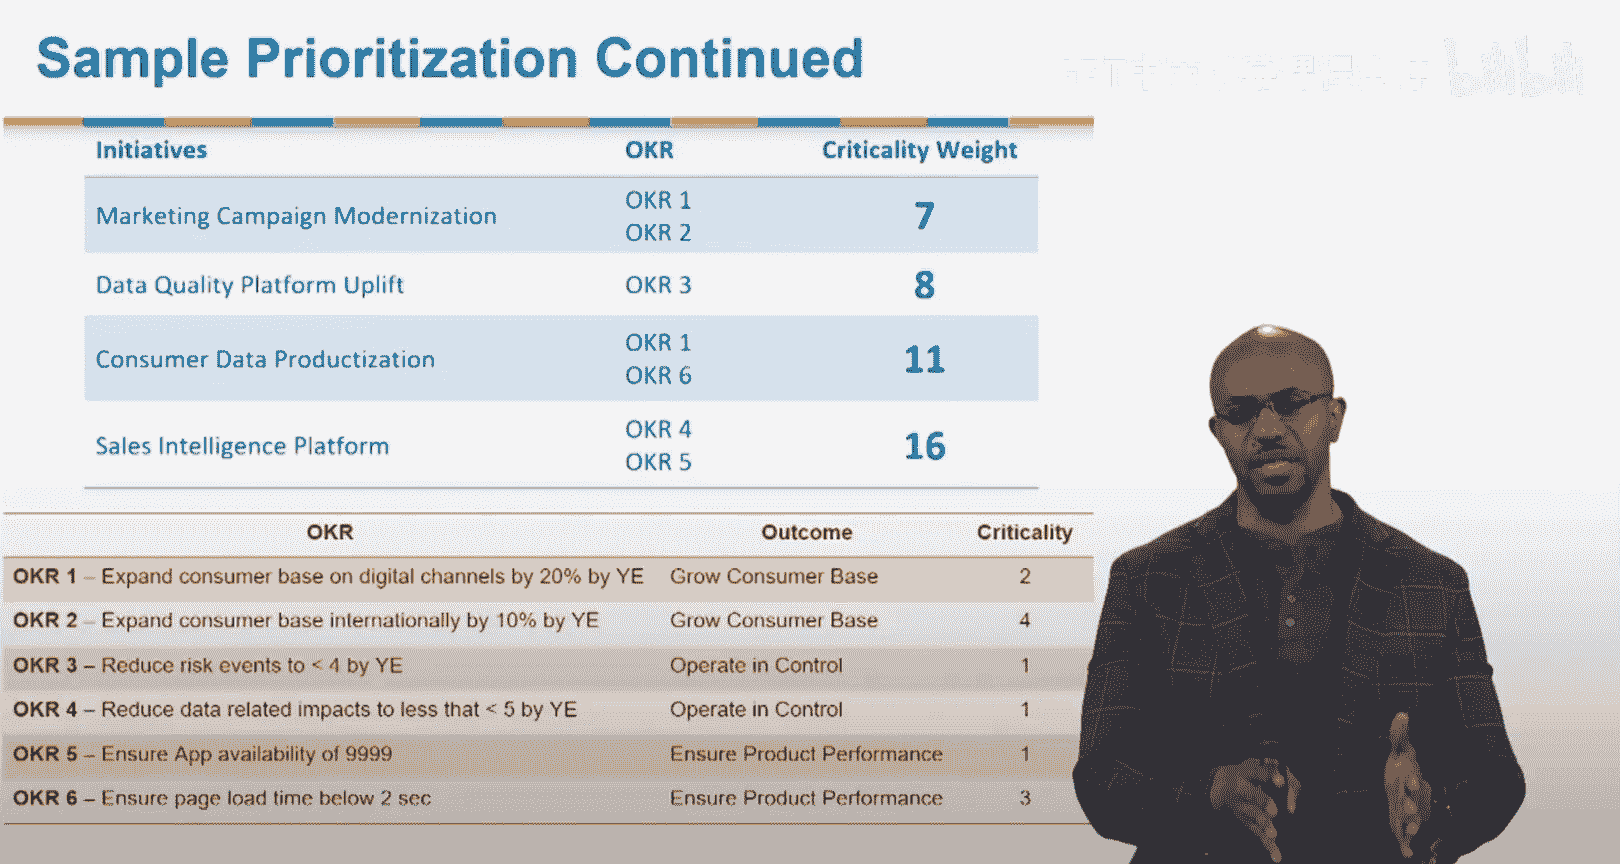 Sample Prioritization Continued
Initiatives OKR Criticality Weight
Marketing Campaign Modernization OKR 1 OKR 2 7
Data Quality Platform Uplift OKR 3 8
Consumer Data Productization OKR 1 OKR 6 11
Sales Intelligence Platform OKR 4 OKR 5 16
OKR Outcome Criticality
OKR 1 – Expand consumer base on digital channels by 20% by YE Grow Consumer Base 2
OKR 2 – Expand consumer base internationally by 10% by YE Grow Consumer Base 4
OKR 3 – Reduce risk events to < 4 by YE Operate in Control 1
OKR 4 – Reduce data related impacts to less that < 5 by YE Operate in Control 1
OKR 5 – Ensure App availability of 9999 Ensure Product Performance 1
OKR 6 – Ensure page load time below 2 sec Ensure Product Performance 3